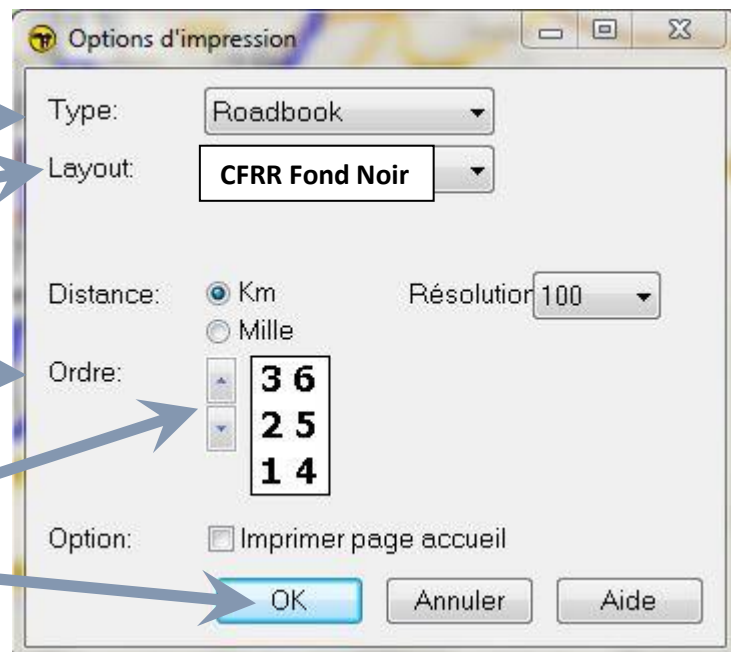 Options d'impression
Type: Roadbook
Layout: CFRR Fond Noir
Distance: Km Résolution 100
Mille
Ordre: 3 6
2 5
1 4
Option: Imprimer page accueil
OK Annuler Aide